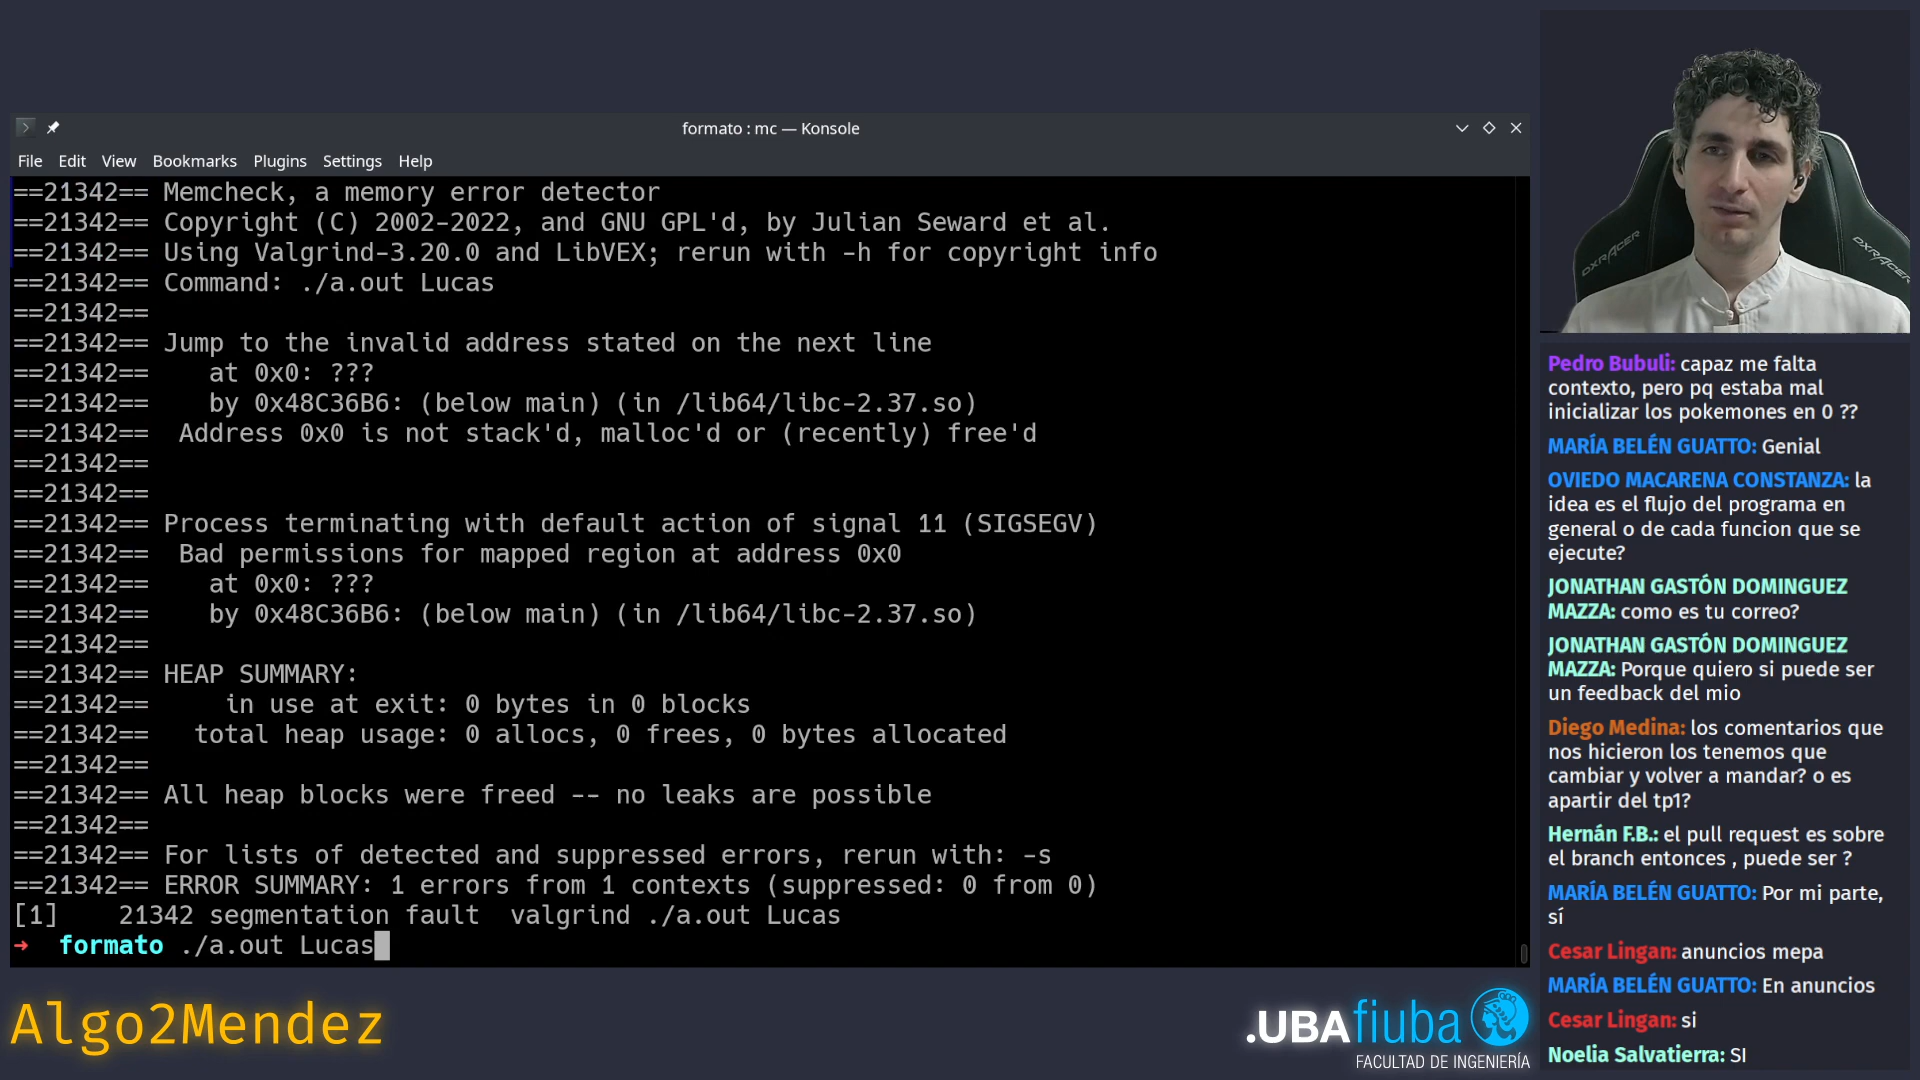 formato : mc — Konsole
File Edit View Bookmarks Plugins Settings Help
==21342== Memcheck, a memory error detector
==21342== Copyright (C) 2002-2022, and GNU GPL'd, by Julian Seward et al.
==21342== Using Valgrind-3.20.0 and LibVEX; rerun with -h for copyright info
==21342== Command: ./a.out Lucas
==21342==
==21342== Jump to the invalid address stated on the next line
==21342==    at 0x0: ???
==21342==    by 0x48C36B6: (below main) (in /lib64/libc-2.37.so)
==21342==  Address 0x0 is not stack'd, malloc'd or (recently) free'd
==21342==
==21342==
==21342== Process terminating with default action of signal 11 (SIGSEGV)
==21342==  Bad permissions for mapped region at address 0x0
==21342==    at 0x0: ???
==21342==    by 0x48C36B6: (below main) (in /lib64/libc-2.37.so)
==21342==
==21342== HEAP SUMMARY:
==21342==     in use at exit: 0 bytes in 0 blocks
==21342==   total heap usage: 0 allocs, 0 frees, 0 bytes allocated
==21342==
==21342== All heap blocks were freed -- no leaks are possible
==21342==
==21342== For lists of detected and suppressed errors, rerun with: -s
==21342== ERROR SUMMARY: 1 errors from 1 contexts (suppressed: 0 from 0)
[1]    21342 segmentation fault  valgrind ./a.out Lucas
➜  formato ./a.out Lucas
DXRACER
DXRACER
Pedro Bubuli: capaz me falta
contexto, pero pq estaba mal
inicializar los pokemones en 0 ??
MARÍA BELÉN GUATTO: Genial
OVIEDO MACARENA CONSTANZA: la
idea es el flujo del programa en
general o de cada funcion que se
ejecute?
JONATHAN GASTÓN DOMINGUEZ
MAZZA: como es tu correo?
JONATHAN GASTÓN DOMINGUEZ
MAZZA: Porque quiero si puede ser
un feedback del mio
Diego Medina: los comentarios que
nos hicieron los tenemos que
cambiar y volver a mandar? o es
apartir del tp1?
Hernán F.B.: el pull request es sobre
el branch entonces , puede ser ?
MARÍA BELÉN GUATTO: Por mi parte,
sí
Cesar Lingan: anuncios mepa
MARÍA BELÉN GUATTO: En anuncios
Cesar Lingan: si
Noelia Salvatierra: SI
Algo2Mendez
.UBAfiuba
FACULTAD DE INGENIERÍA